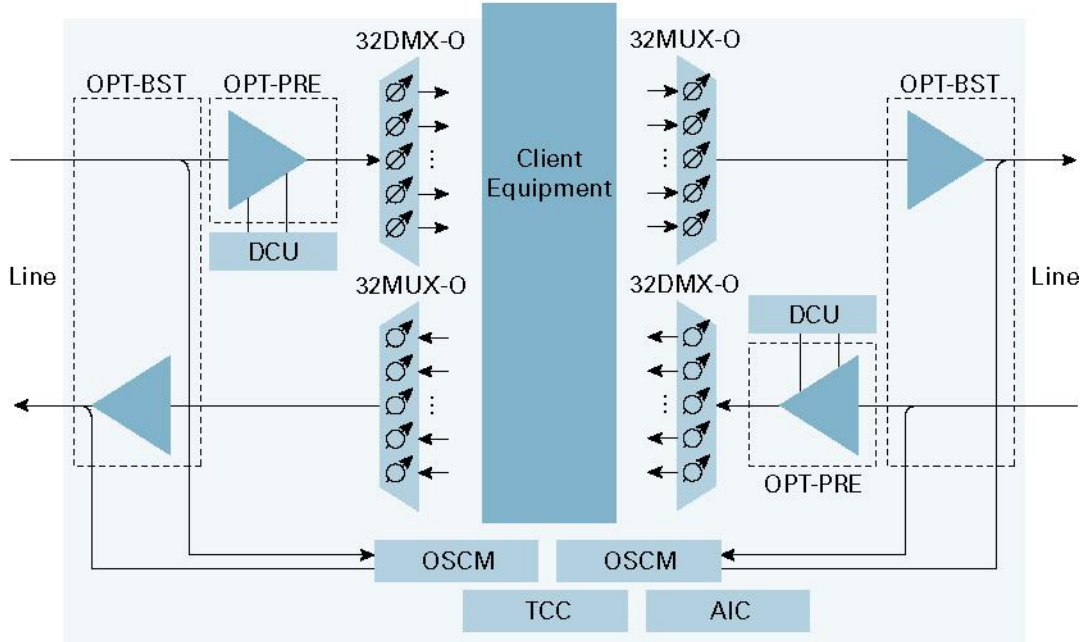 32DMX-O
32MUX-O
OPT-BST
OPT-PRE
OPT-BST
Client
Equipment
DCU
Line
Line
32MUX-O
32DMX-O
DCU
OPT-PRE
OSCM
OSCM
TCC
AIC